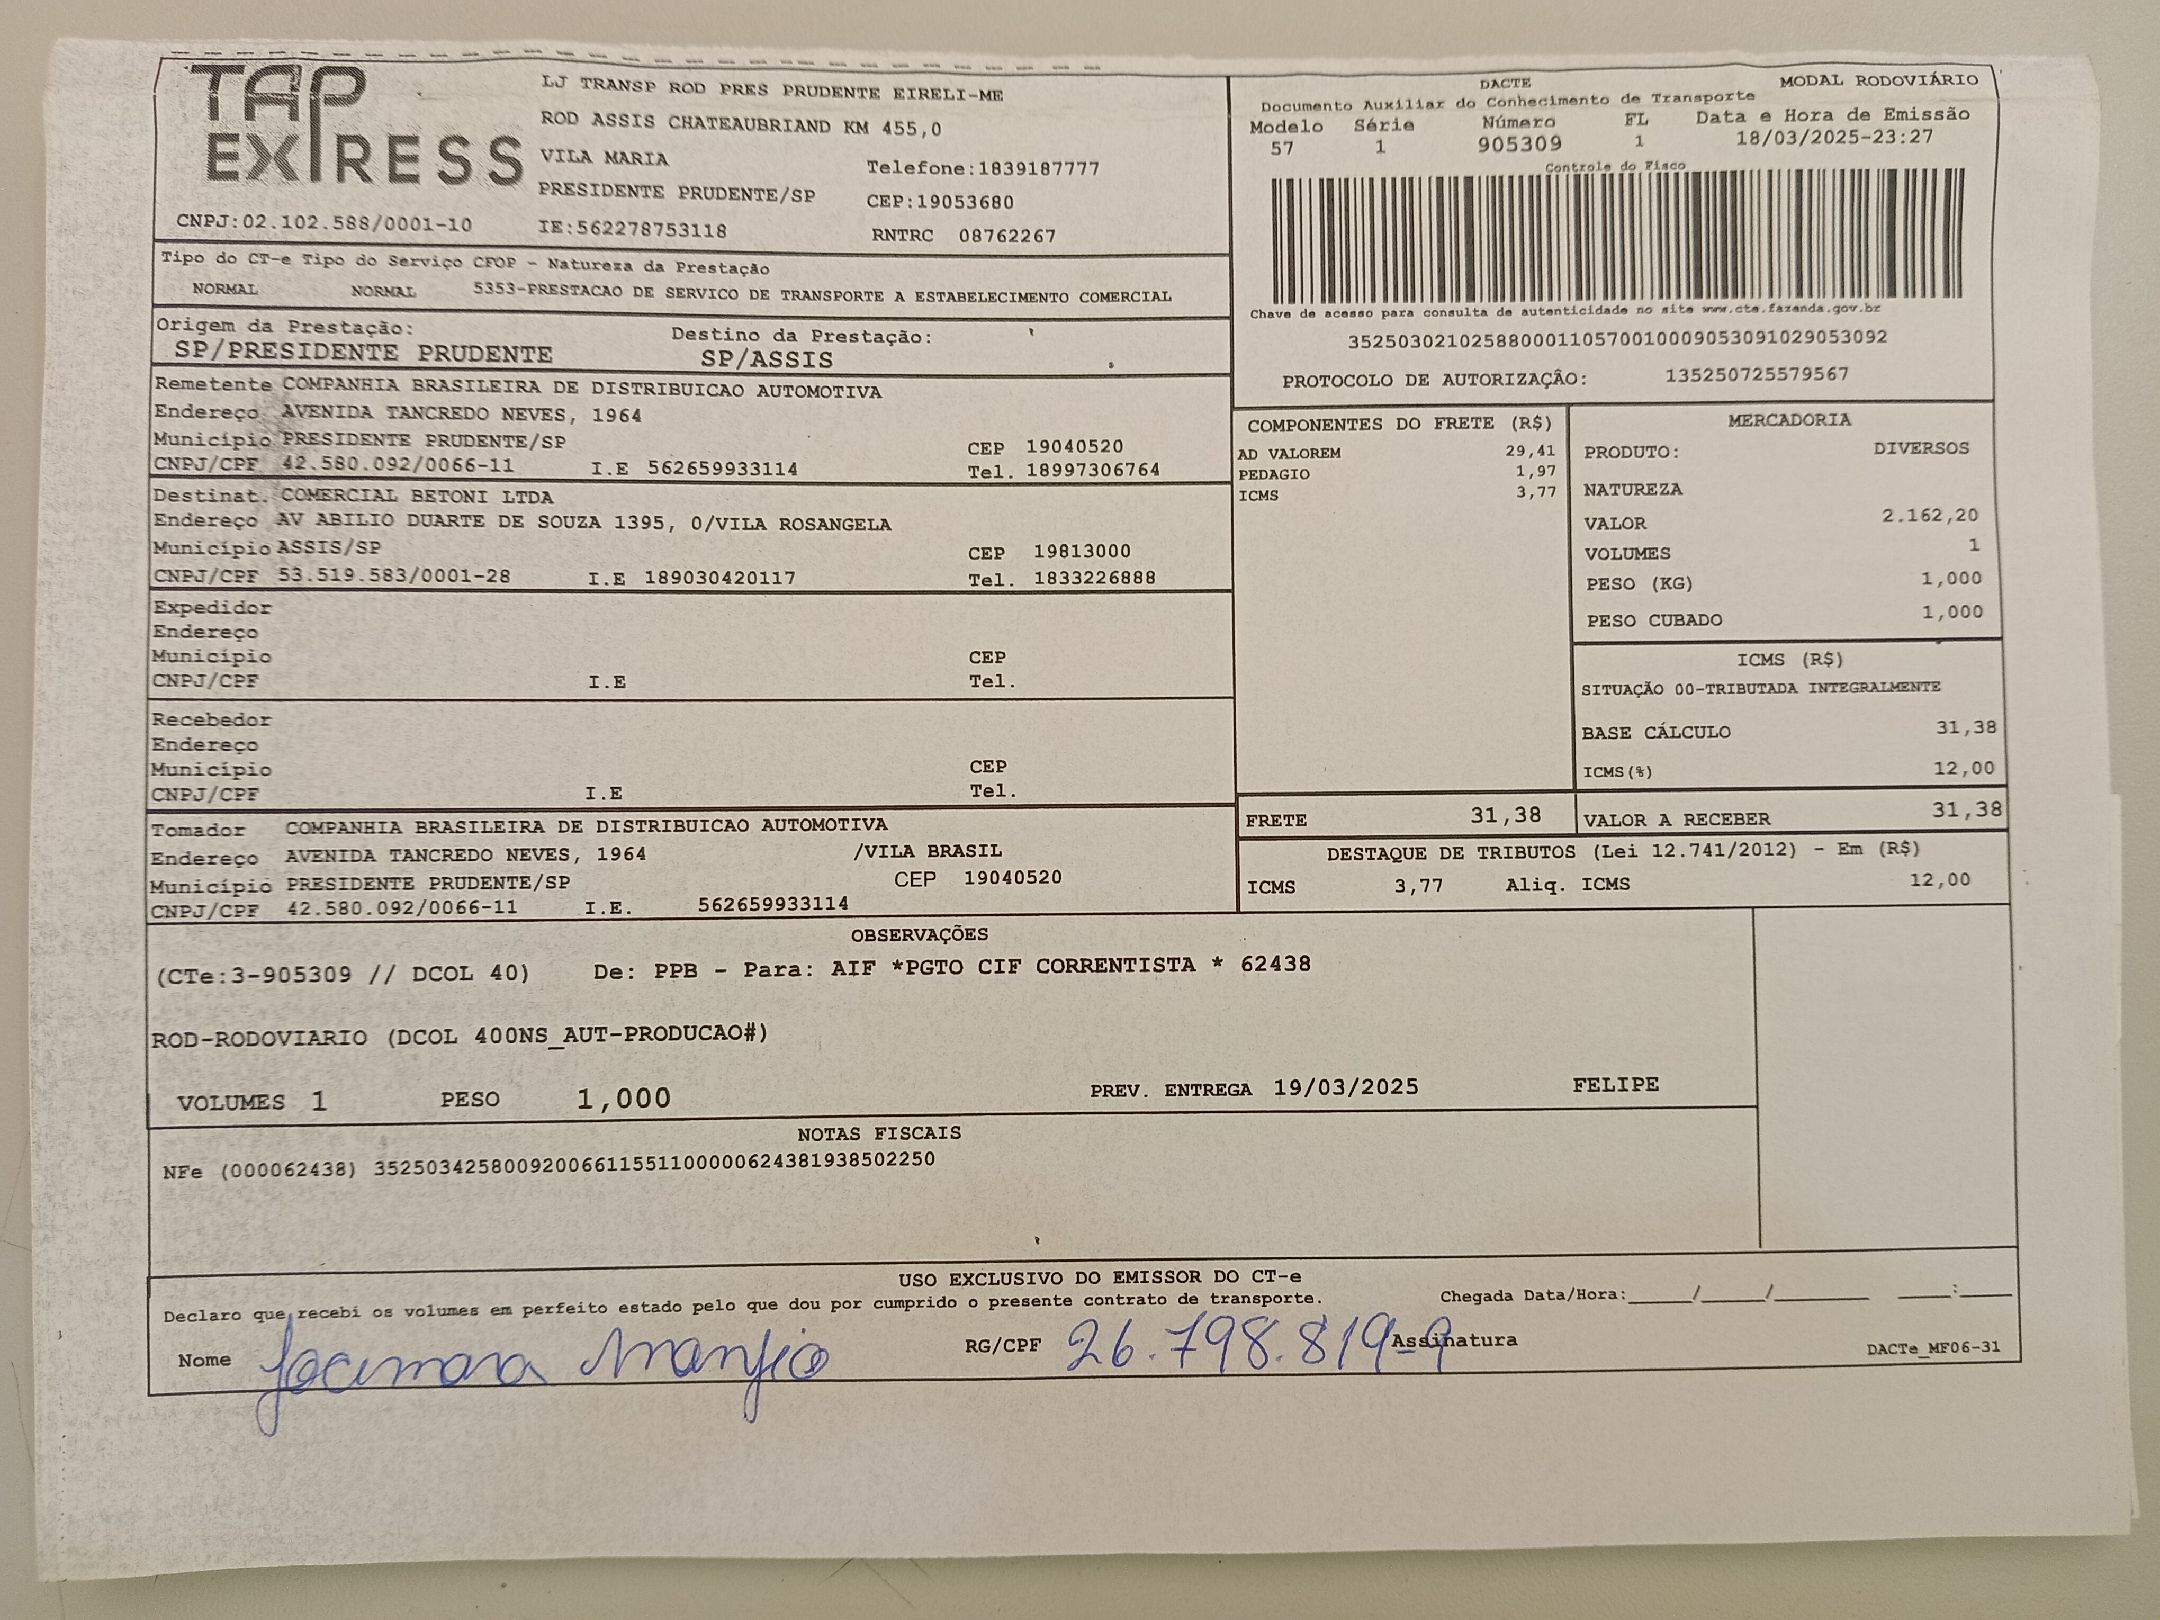 TAP
EXPRESS
LJ TRANSP ROD PRES PRUDENTE EIRELI-ME
ROD ASSIS CHATEAUBRIAND KM 455,0
VILA MARIA
Telefone:1839187777
PRESIDENTE PRUDENTE/SP
CEP:19053680
CNPJ:02.102.588/0001-10
IE:562278753118
RNTRC 08762267
DACTE
MODAL RODOVIÁRIO
Documento Auxiliar do Conhecimento de Transporte
Modelo Série Número FL Data e Hora de Emissão
57 1 905309 1 18/03/2025-23:27
Controle do Fisco
Chave de acesso para consulta de autenticidade no site www.cte.fazenda.gov.br
35250302102588000110570010009053091029053092
PROTOCOLO DE AUTORIZAÇÃO: 135250725579567
Tipo do CT-e Tipo do Serviço CFOP - Natureza da Prestação
NORMAL NORMAL 5353-PRESTACAO DE SERVICO DE TRANSPORTE A ESTABELECIMENTO COMERCIAL
Origem da Prestação: Destino da Prestação:
SP/PRESIDENTE PRUDENTE SP/ASSIS
Remetente COMPANHIA BRASILEIRA DE DISTRIBUICAO AUTOMOTIVA
Endereço AVENIDA TANCREDO NEVES, 1964
Município PRESIDENTE PRUDENTE/SP CEP 19040520
CNPJ/CPF 42.580.092/0066-11 I.E 562659933114 Tel. 18997306764
Destinat. COMERCIAL BETONI LTDA
Endereço AV ABILIO DUARTE DE SOUZA 1395, 0/VILA ROSANGELA
Município ASSIS/SP CEP 19813000
CNPJ/CPF 53.519.583/0001-28 I.E 189030420117 Tel. 1833226888
Expedidor
Endereço
Município CEP
CNPJ/CPF I.E Tel.
Recebedor
Endereço
Município CEP
CNPJ/CPF I.E Tel.
Tomador COMPANHIA BRASILEIRA DE DISTRIBUICAO AUTOMOTIVA
Endereço AVENIDA TANCREDO NEVES, 1964 /VILA BRASIL
Município PRESIDENTE PRUDENTE/SP CEP 19040520
CNPJ/CPF 42.580.092/0066-11 I.E. 562659933114
COMPONENTES DO FRETE (R$)
AD VALOREM 29,41
PEDAGIO 1,97
ICMS 3,77
MERCADORIA
PRODUTO: DIVERSOS
NATUREZA
VALOR 2.162,20
VOLUMES 1
PESO (KG) 1,000
PESO CUBADO 1,000
ICMS (R$)
SITUAÇÃO 00-TRIBUTADA INTEGRALMENTE
BASE CÁLCULO 31,38
ICMS(%) 12,00
FRETE 31,38 VALOR A RECEBER 31,38
DESTAQUE DE TRIBUTOS (Lei 12.741/2012) - Em (R$)
ICMS 3,77 Aliq. ICMS 12,00
OBSERVAÇÕES
(CTe:3-905309 // DCOL 40) De: PPB - Para: AIF *PGTO CIF CORRENTISTA * 62438
ROD-RODOVIARIO (DCOL 400NS_AUT-PRODUCAO#)
VOLUMES 1 PESO 1,000 PREV. ENTREGA 19/03/2025 FELIPE
NOTAS FISCAIS
NFe (000062438) 35250342580092006611551100000624381938502250
USO EXCLUSIVO DO EMISSOR DO CT-e
Declaro que recebi os volumes em perfeito estado pelo que dou por cumprido o presente contrato de transporte. Chegada Data/Hora:_____/_____/________ ____:____
Nome RG/CPF 26.798.819-9 Assinatura
DACTe_MF06-31